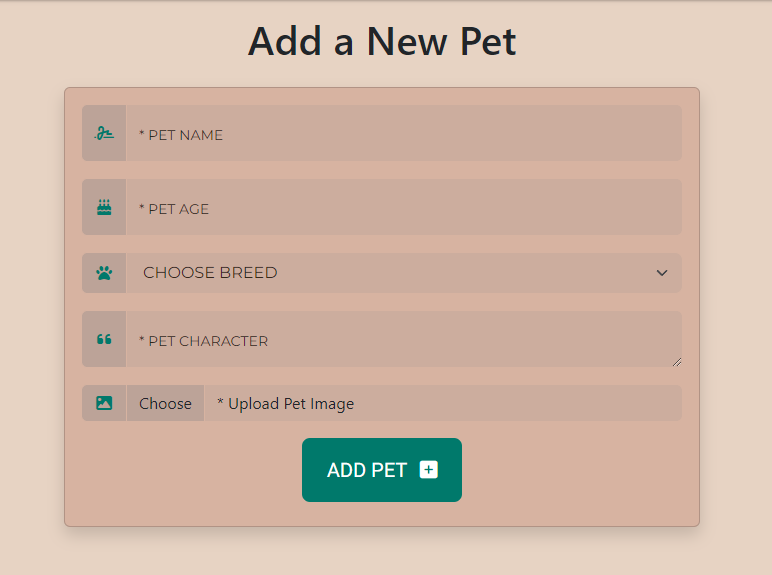 Add a New Pet
* PET NAME
* PET AGE
CHOOSE BREED
* PET CHARACTER
Choose * Upload Pet Image
ADD PET